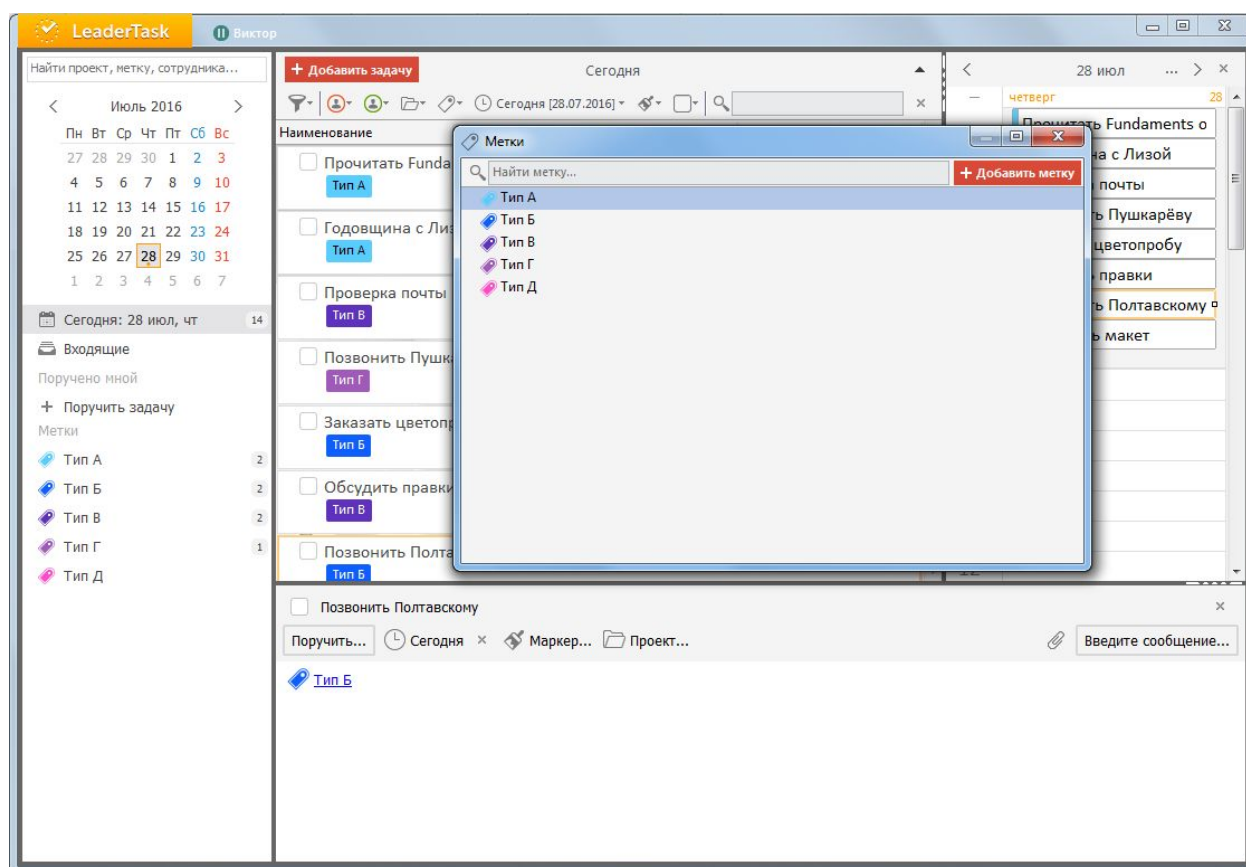 LeaderTask
Виктор
Найти проект, метку, сотрудника...
Июль 2016
Пн Вт Ср Чт Пт Сб Вс
27 28 29 30 1 2 3
4 5 6 7 8 9 10
11 12 13 14 15 16 17
18 19 20 21 22 23 24
25 26 27 28 29 30 31
1 2 3 4 5 6 7
Сегодня: 28 июл, чт 14
Входящие
Поручено мной
+ Поручить задачу
Метки
Тип А 2
Тип Б 2
Тип В 2
Тип Г 1
Тип Д
+ Добавить задачу
Сегодня
Сегодня [28.07.2016]
Наименование
Прочитать Funda
Тип А
Годовщина с Лиз
Тип А
Проверка почты
Тип В
Позвонить Пушк
Тип Г
Заказать цветопр
Тип Б
Обсудить правки
Тип В
Позвонить Полта
Тип Б
Метки
Найти метку...
+ Добавить метку
Тип А
Тип Б
Тип В
Тип Г
Тип Д
28 июл ...
четверг 28
Прочитать Fundaments o
на с Лизой
почты
ь Пушкарёву
цветопробу
правки
ь Полтавскому
ь макет
Позвонить Полтавскому
Поручить... Сегодня Маркер... Проект... Введите сообщение...
Тип Б